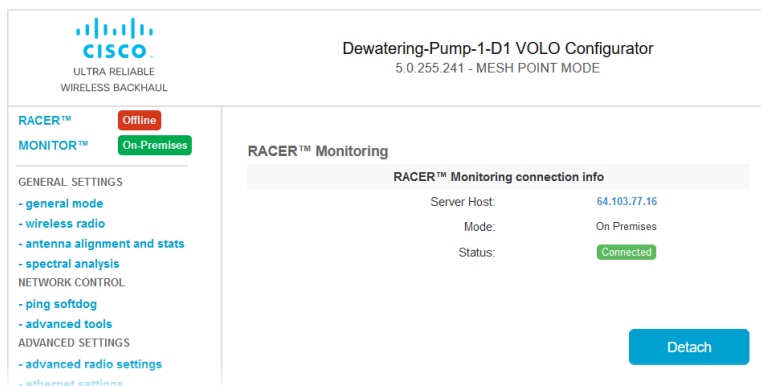 CISCO
ULTRA RELIABLE
WIRELESS BACKHAUL
Dewatering-Pump-1-D1 VOLO Configurator
5.0.255.241 - MESH POINT MODE
RACER™ Offline
MONITOR™ On-Premises
GENERAL SETTINGS
- general mode
- wireless radio
- antenna alignment and stats
- spectral analysis
NETWORK CONTROL
- ping softdog
- advanced tools
ADVANCED SETTINGS
- advanced radio settings
- ethernet settings
RACER™ Monitoring
RACER™ Monitoring connection info
Server Host: 64.103.77.16
Mode: On Premises
Status: Connected
Detach